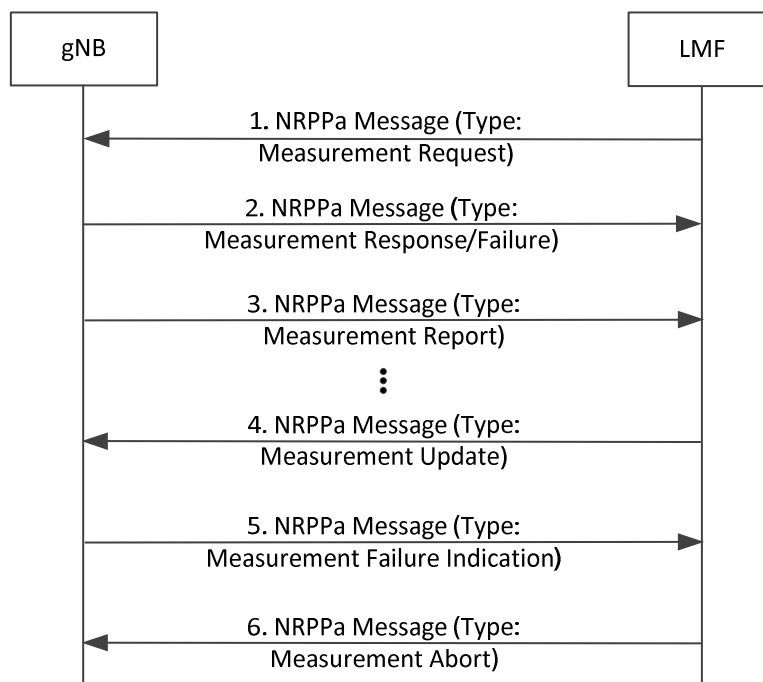 gNB
LMF
1. NRPPa Message (Type:
Measurement Request)
2. NRPPa Message (Type:
Measurement Response/Failure)
3. NRPPa Message (Type:
Measurement Report)
4. NRPPa Message (Type:
Measurement Update)
5. NRPPa Message (Type:
Measurement Failure Indication)
6. NRPPa Message (Type:
Measurement Abort)